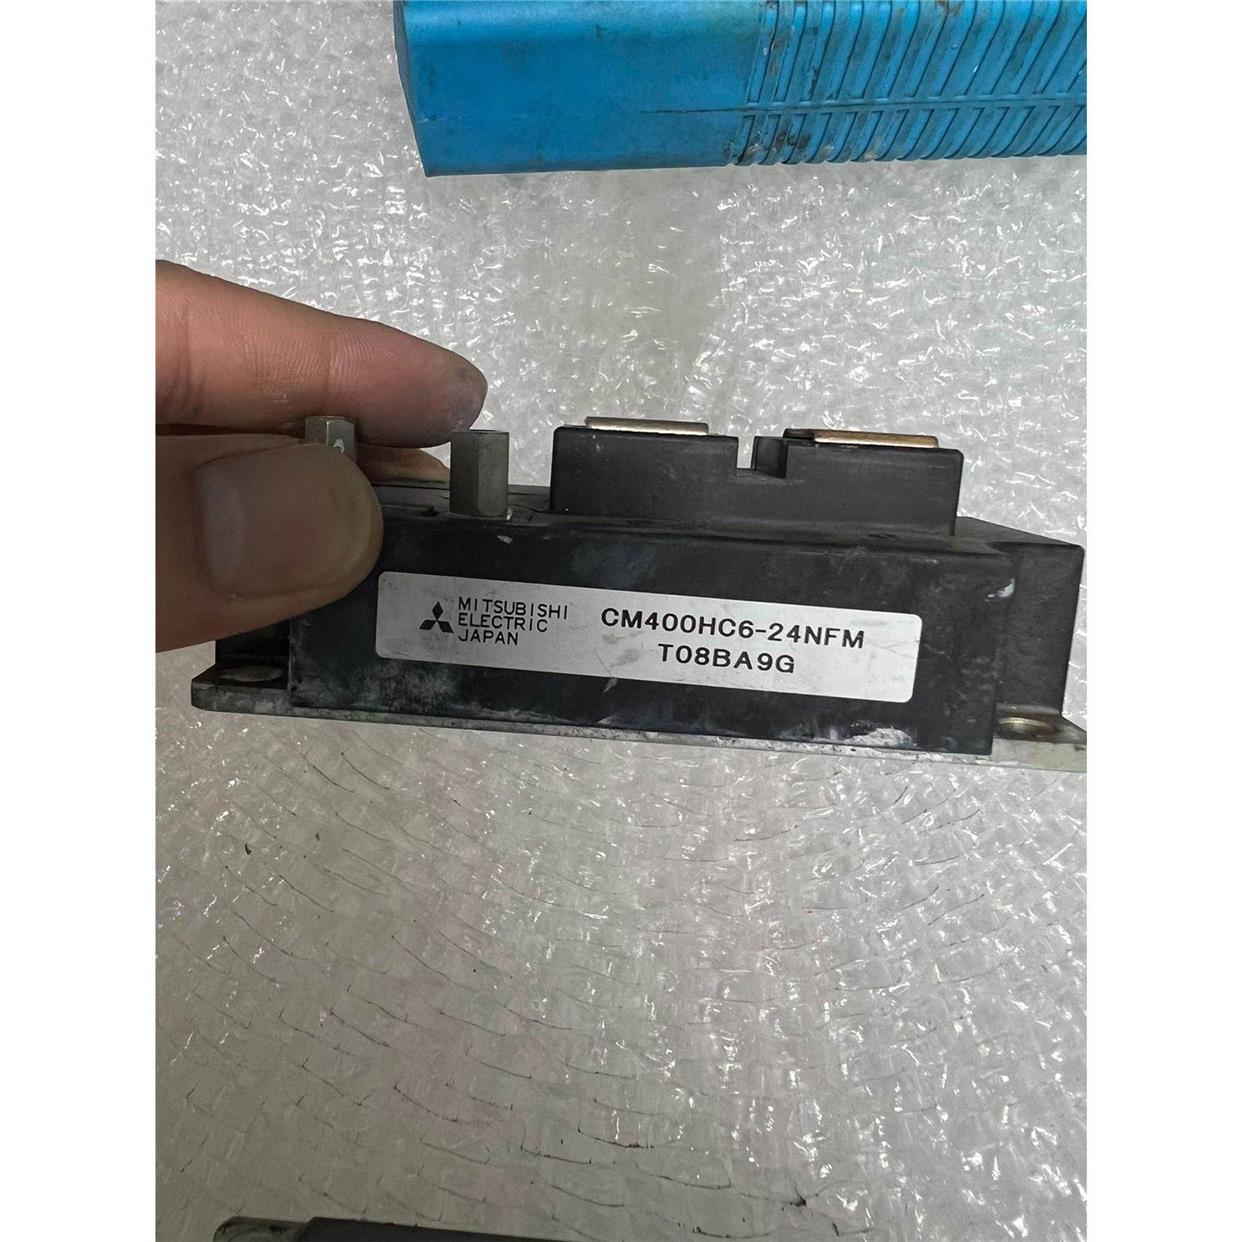 MITSUBISHI
ELECTRIC
JAPAN
CM400HC6-24NFM
T08BA9G